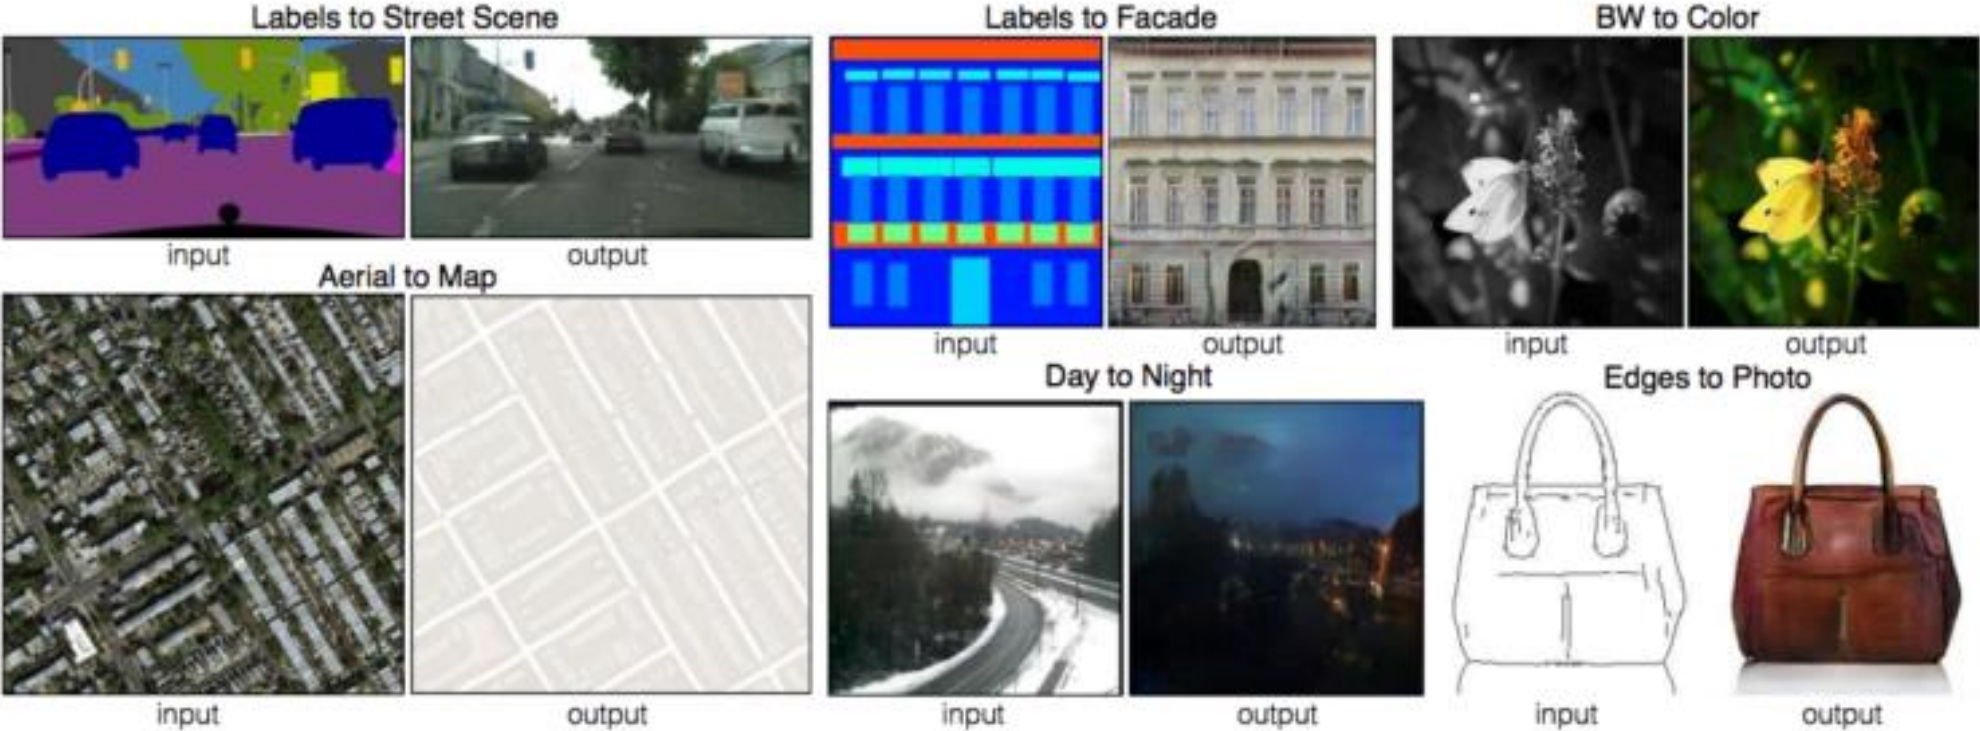 Labels to Street Scene
input
output
Aerial to Map
input
output
Labels to Facade
input
output
BW to Color
input
output
Day to Night
input
output
Edges to Photo
input
output